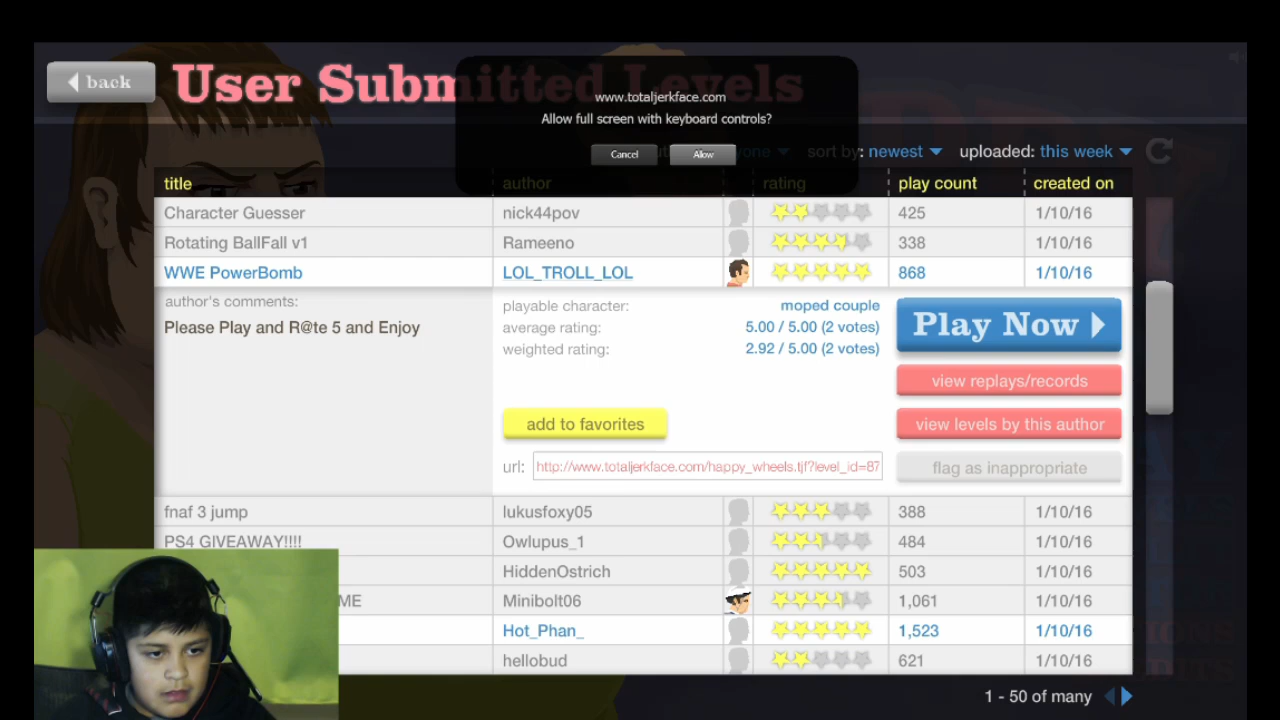 back
User Submitted Levels
www.totaljerkface.com
Allow full screen with keyboard controls?
Cancel
Allow
sort by: newest
uploaded: this week
title
author
rating
play count
created on
Character Guesser nick44pov 425 1/10/16
Rotating BallFall v1 Rameeno 338 1/10/16
WWE PowerBomb LOL_TROLL_LOL 868 1/10/16
author's comments:
Please Play and R@te 5 and Enjoy
playable character: moped couple
average rating: 5.00 / 5.00 (2 votes)
weighted rating: 2.92 / 5.00 (2 votes)
Play Now
view replays/records
add to favorites
view levels by this author
url: http://www.totaljerkface.com/happy_wheels.tjf?level_id=87
flag as inappropriate
fnaf 3 jump lukusfoxy05 388 1/10/16
PS4 GIVEAWAY!!!! Owlupus_1 484 1/10/16
HiddenOstrich 503 1/10/16
ME Minibolt06 1,061 1/10/16
Hot_Phan_ 1,523 1/10/16
hellobud 621 1/10/16
1 - 50 of many